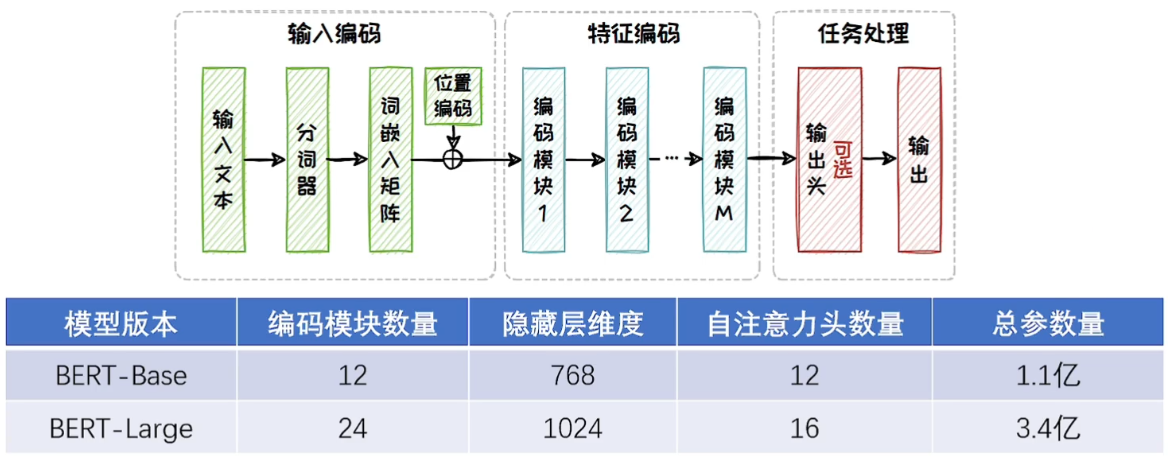 输入编码
特征编码
任务处理
输入文本
分词器
词嵌入矩阵
位置
编码
编码模块1
编码模块2
...
编码模块M
输出头
可选
输出
模型版本 编码模块数量 隐藏层维度 自注意力头数量 总参数量
BERT-Base 12 768 12 1.1亿
BERT-Large 24 1024 16 3.4亿